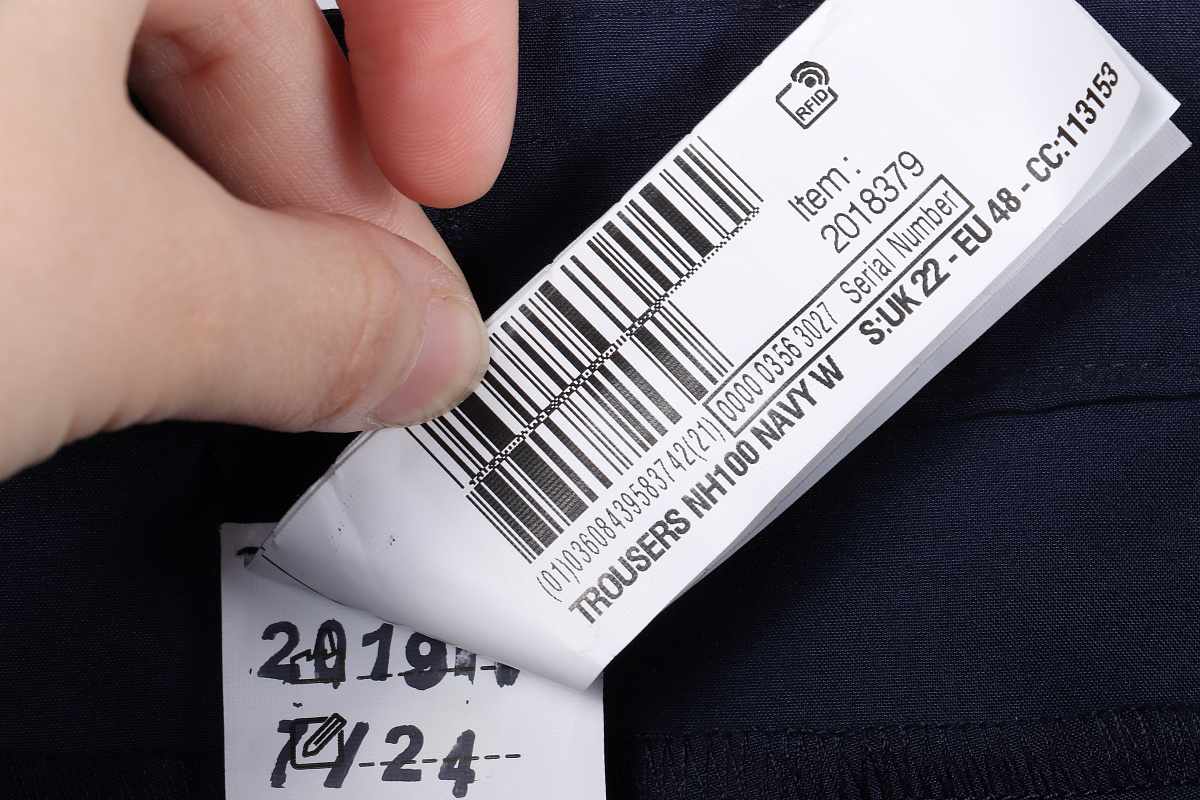 RFID
Item :
2018379
(01)03608439583742(21) 0000 0356 3027 Serial Number
TROUSERS NH100 NAVY W S:UK 22 - EU 48 - CC:113153
2019
7/24